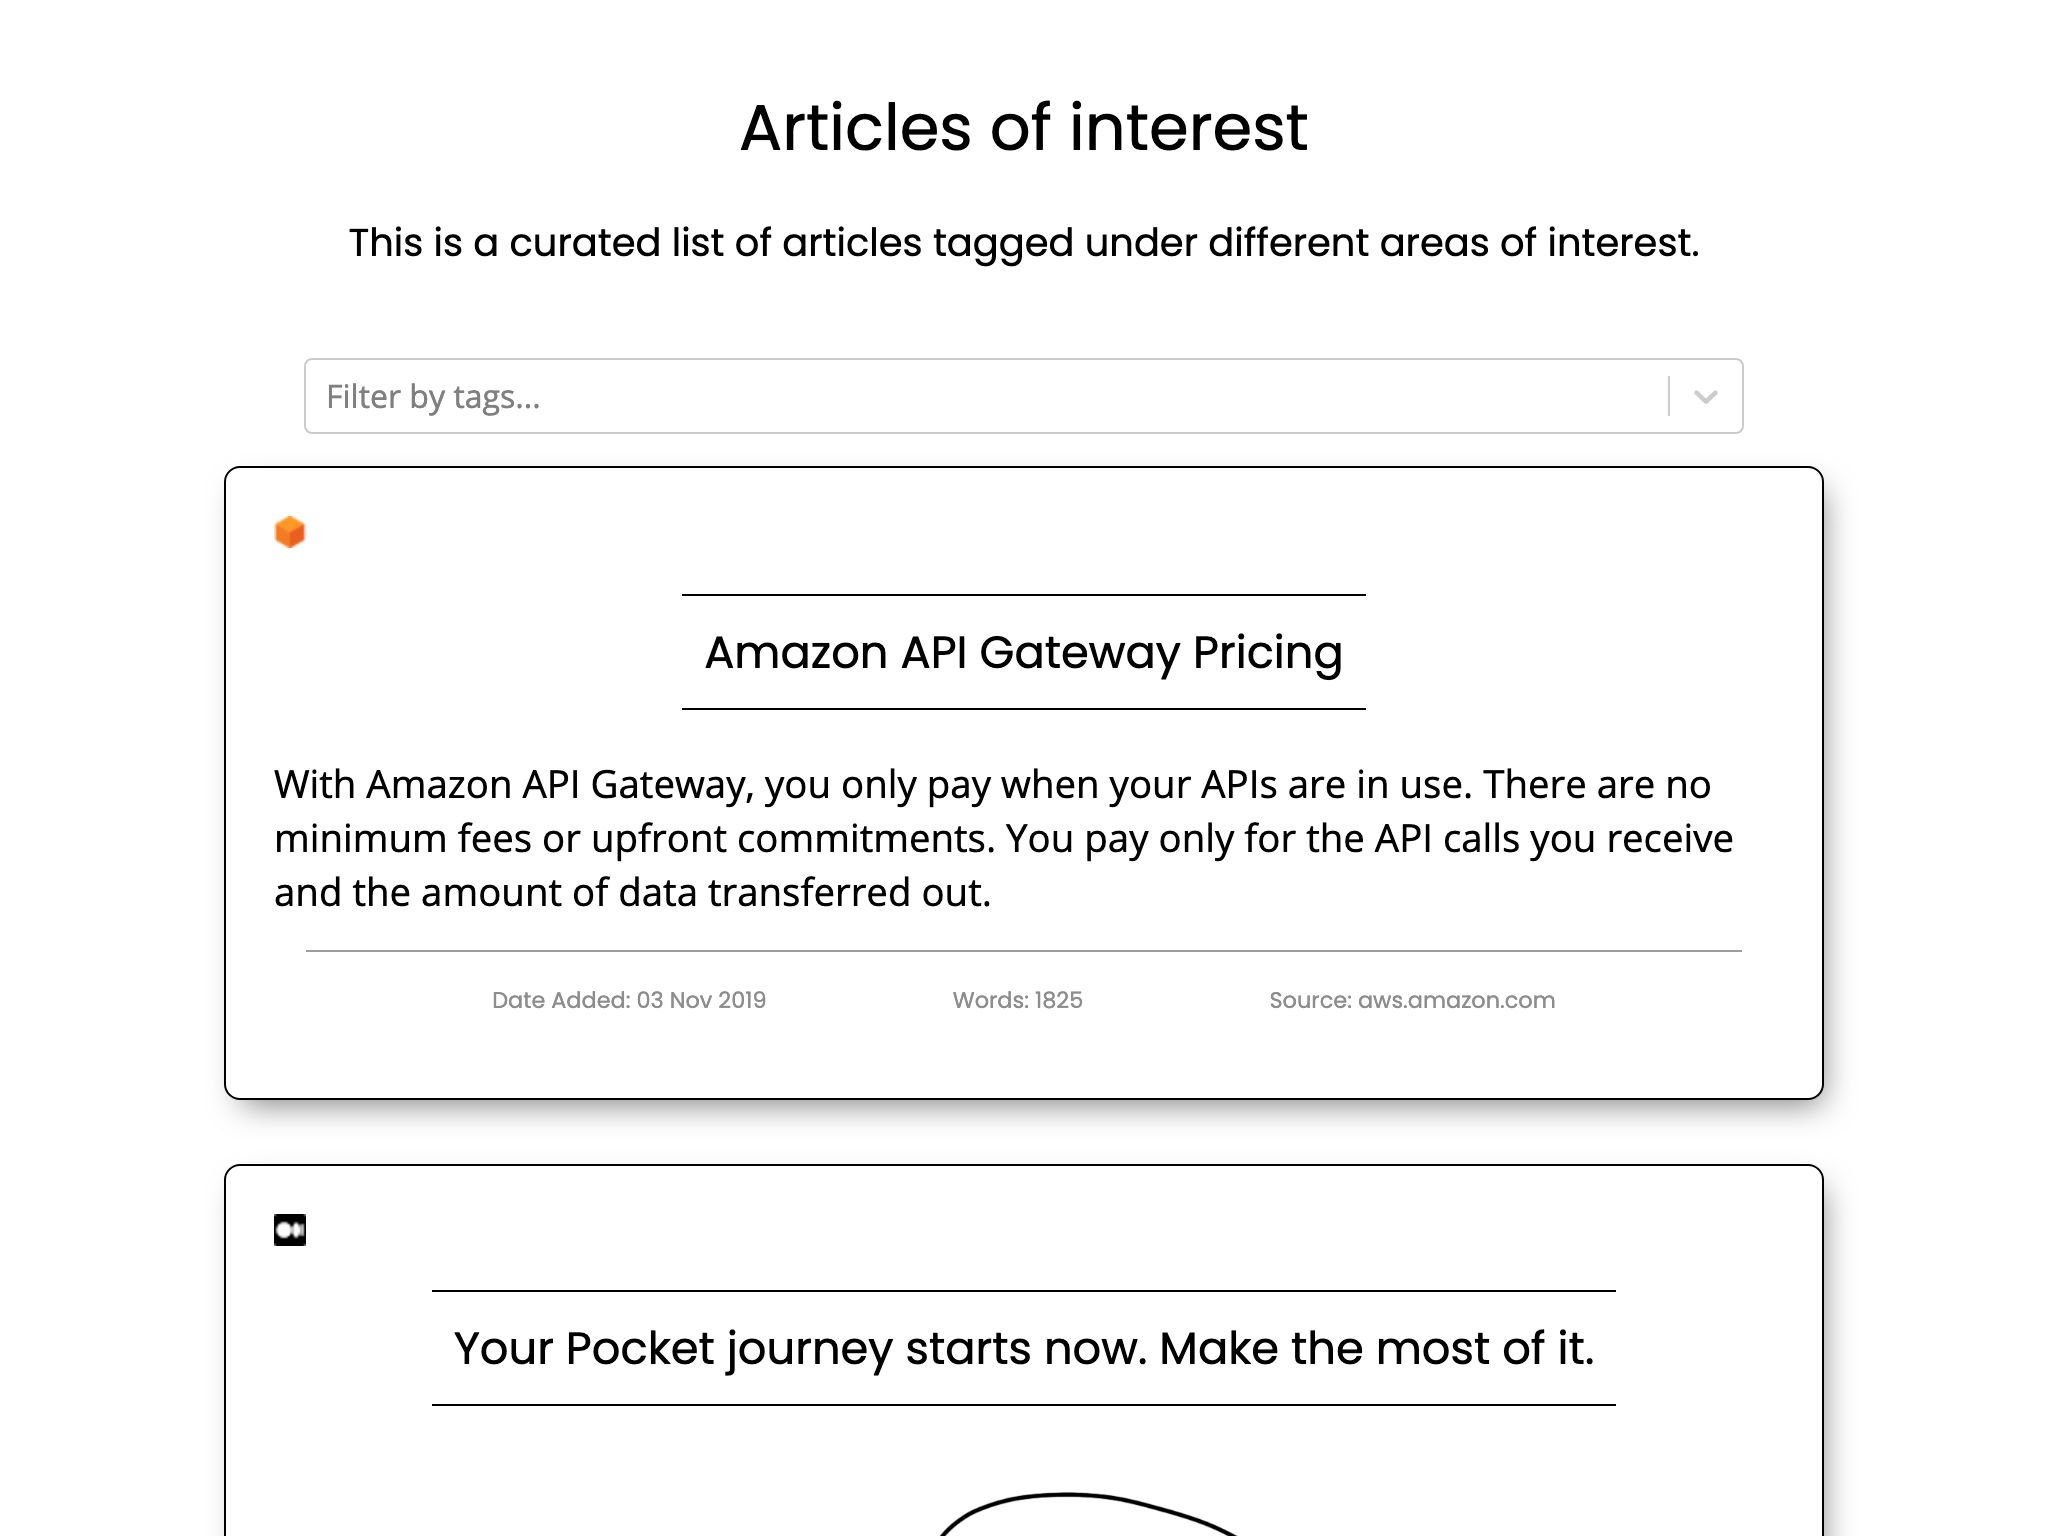 Articles of interest
This is a curated list of articles tagged under different areas of interest.
Filter by tags...
Amazon API Gateway Pricing
With Amazon API Gateway, you only pay when your APIs are in use. There are no
minimum fees or upfront commitments. You pay only for the API calls you receive
and the amount of data transferred out.
Date Added: 03 Nov 2019 Words: 1825 Source: aws.amazon.com
Your Pocket journey starts now. Make the most of it.